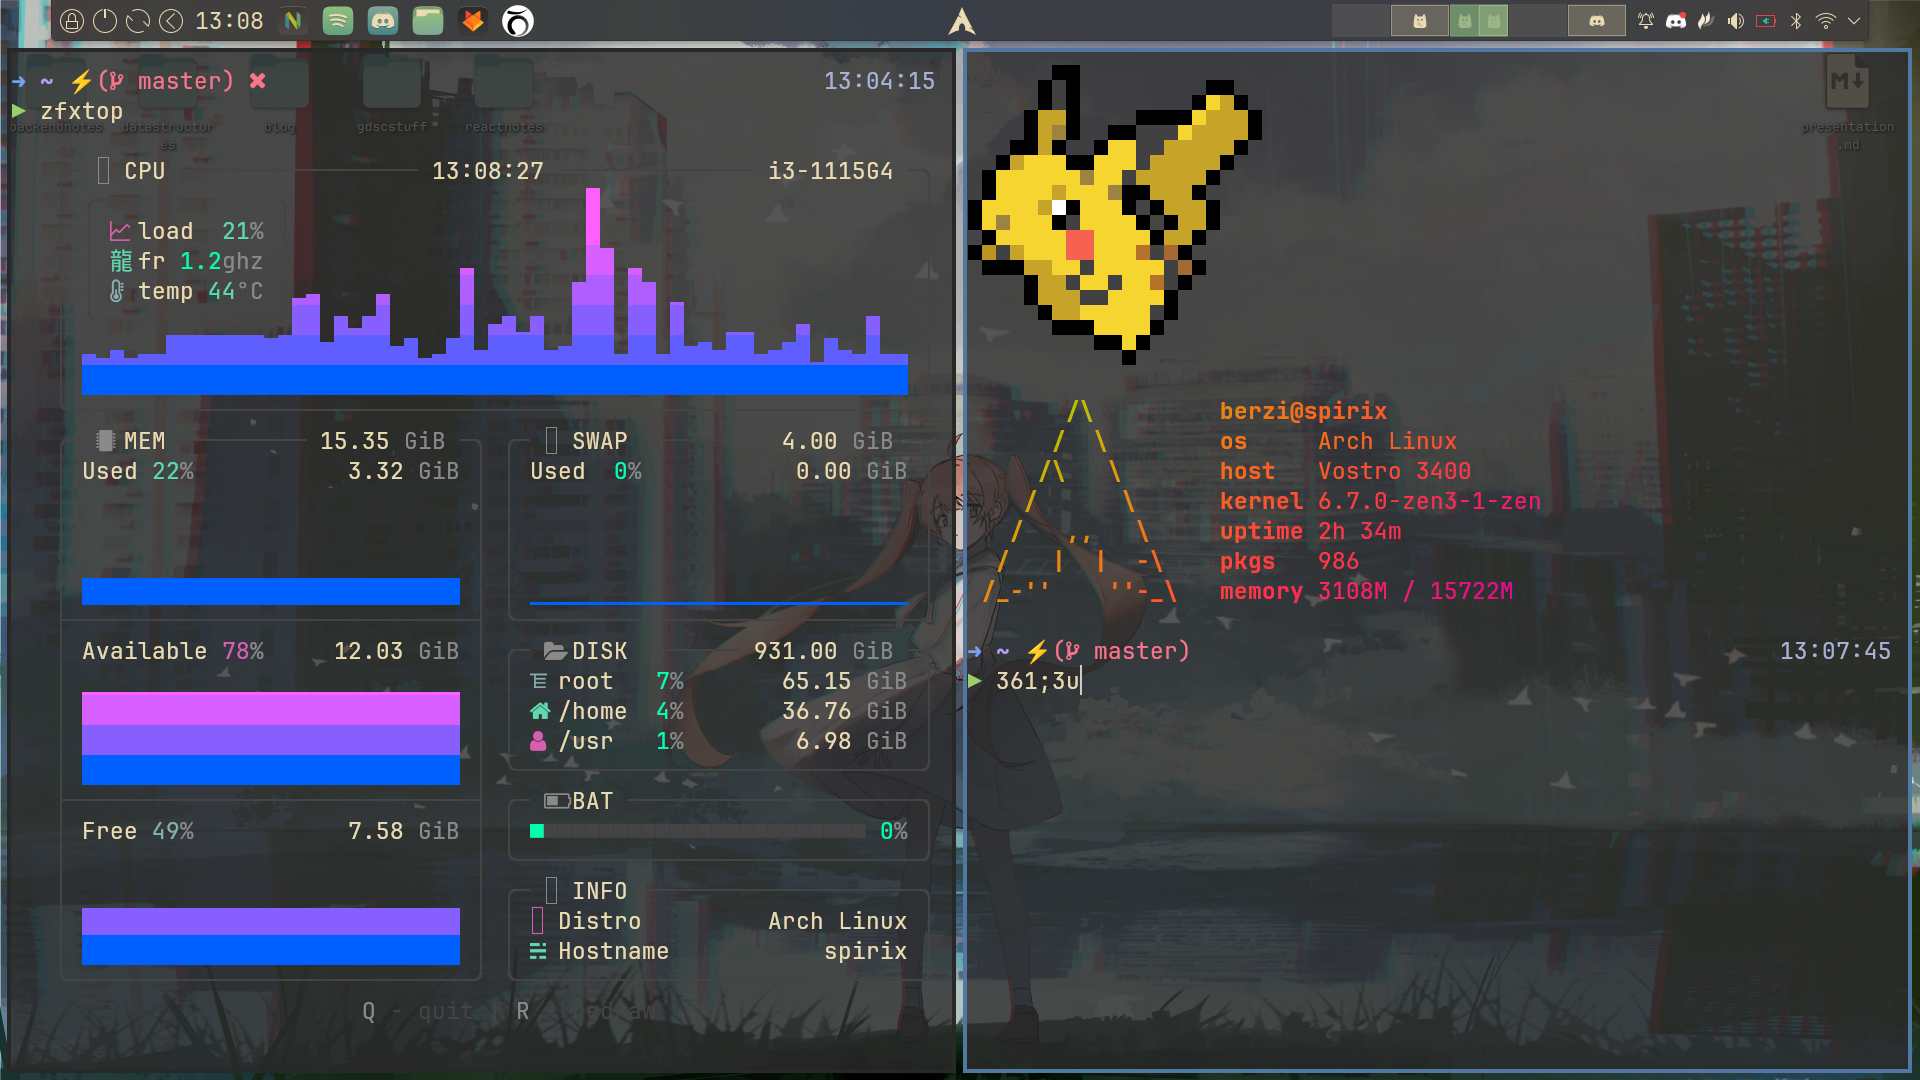 13:08
➜ ~ ⚡( master) ✖ 13:04:15
▶ zfxtop
backendnotes datastructures blog gdscstuff reactnotes
CPU 13:08:27 i3-1115G4
load 21%
龍 fr 1.2ghz
temp 44°C
MEM 15.35 GiB
Used 22% 3.32 GiB
Available 78% 12.03 GiB
Free 49% 7.58 GiB
SWAP 4.00 GiB
Used 0% 0.00 GiB
DISK 931.00 GiB
root 7% 65.15 GiB
/home 4% 36.76 GiB
/usr 1% 6.98 GiB
BAT
0%
INFO
Distro Arch Linux
Hostname spirix
Q - quit R
M↓
presentation
.md
berzi@spirix
os Arch Linux
host Vostro 3400
kernel 6.7.0-zen3-1-zen
uptime 2h 34m
pkgs 986
memory 3108M / 15722M
➜ ~ ⚡( master) 13:07:45
▶ 361;3u